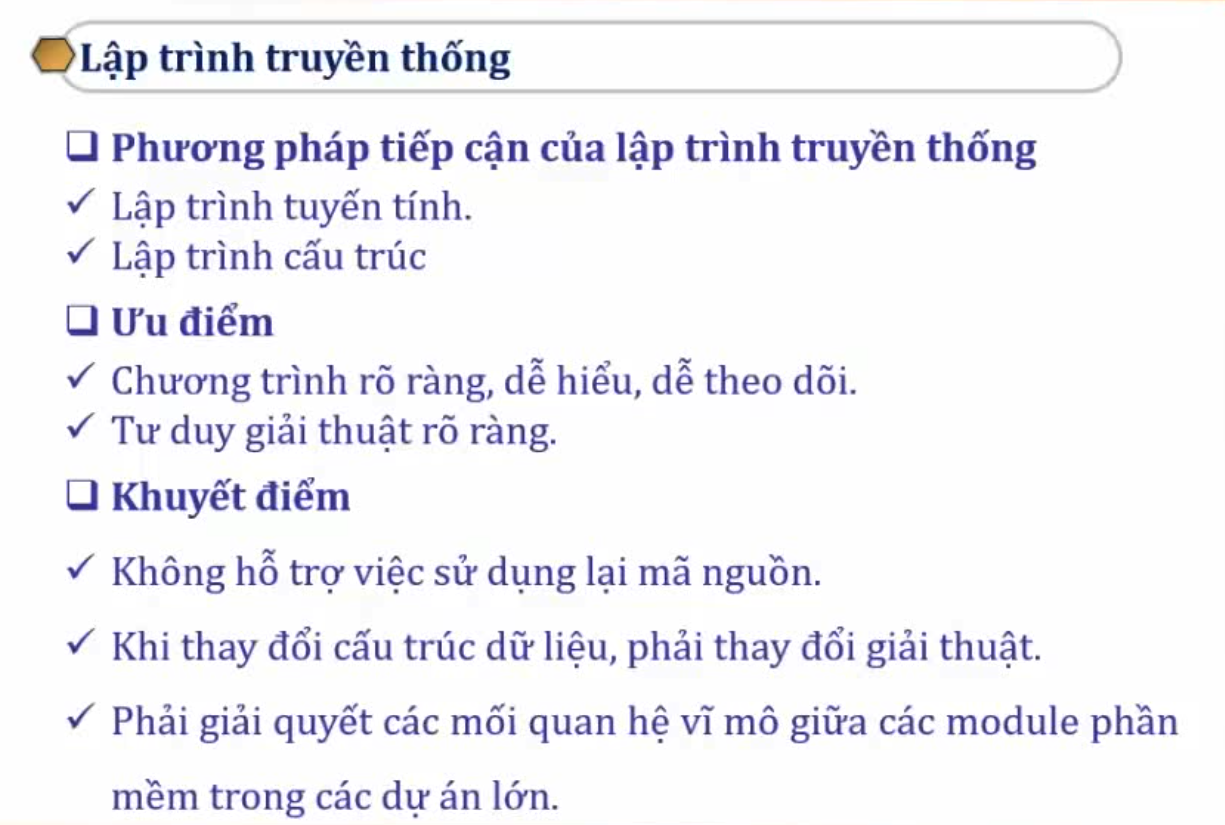 Lập trình truyền thống
Phương pháp tiếp cận của lập trình truyền thống
Lập trình tuyến tính.
Lập trình cấu trúc
Ưu điểm
Chương trình rõ ràng, dễ hiểu, dễ theo dõi.
Tư duy giải thuật rõ ràng.
Khuyết điểm
Không hỗ trợ việc sử dụng lại mã nguồn.
Khi thay đổi cấu trúc dữ liệu, phải thay đổi giải thuật.
Phải giải quyết các mối quan hệ vĩ mô giữa các module phần
mềm trong các dự án lớn.